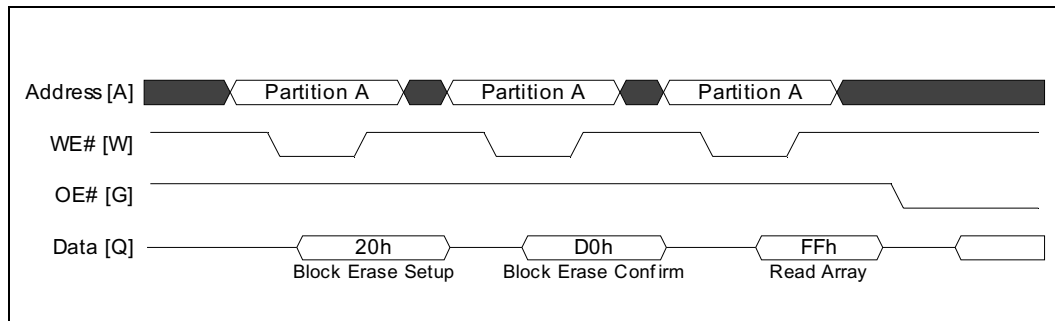 Address [A] Partition A Partition A Partition A
WE# [W]
OE# [G]
Data [Q] 20h D0h FFh
Block Erase Setup Block Erase Confirm Read Array